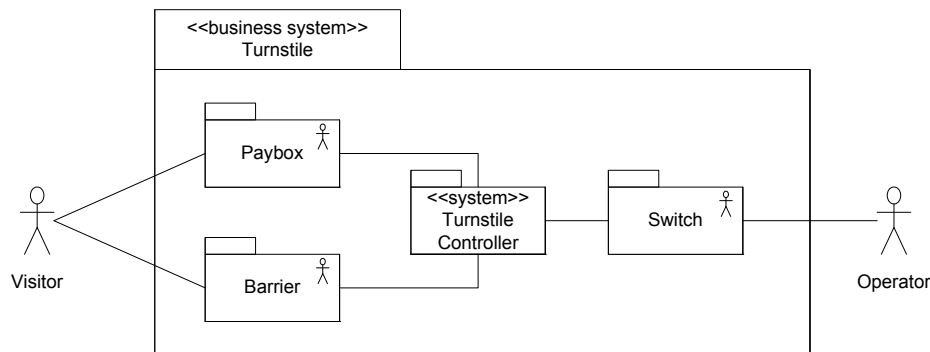 <<business system>>
Turnstile
Paybox
<<system>>
Turnstile
Controller
Switch
Barrier
Visitor
Operator